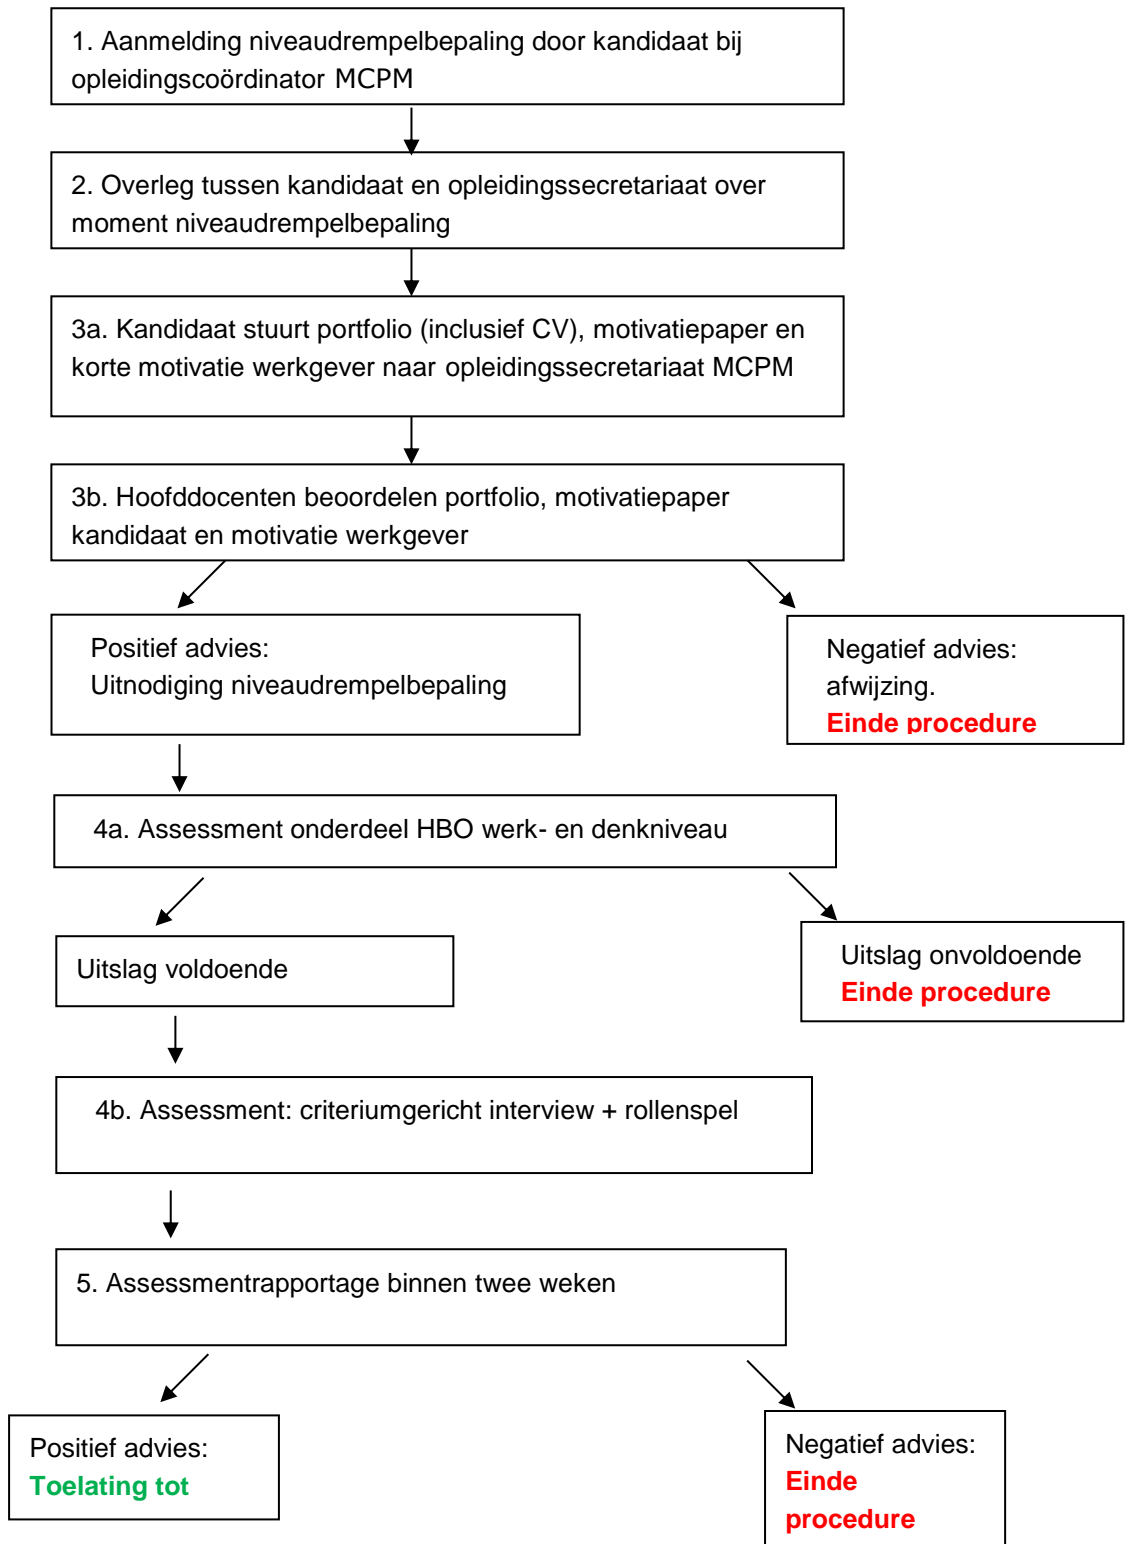 1. Aanmelding niveaudrempelbepaling door kandidaat bij
opleidingscoördinator MCPM
2. Overleg tussen kandidaat en opleidingssecretariaat over
moment niveaudrempelbepaling
3a. Kandidaat stuurt portfolio (inclusief CV), motivatiepaper en
korte motivatie werkgever naar opleidingssecretariaat MCPM
3b. Hoofddocenten beoordelen portfolio, motivatiepaper
kandidaat en motivatie werkgever
Positief advies:
Uitnodiging niveaudrempelbepaling
Negatief advies:
afwijzing.
Einde procedure
4a. Assessment onderdeel HBO werk- en denkniveau
Uitslag voldoende
Uitslag onvoldoende
Einde procedure
4b. Assessment: criteriumgericht interview + rollenspel
5. Assessmentrapportage binnen twee weken
Positief advies:
Toelating tot
Negatief advies:
Einde
procedure